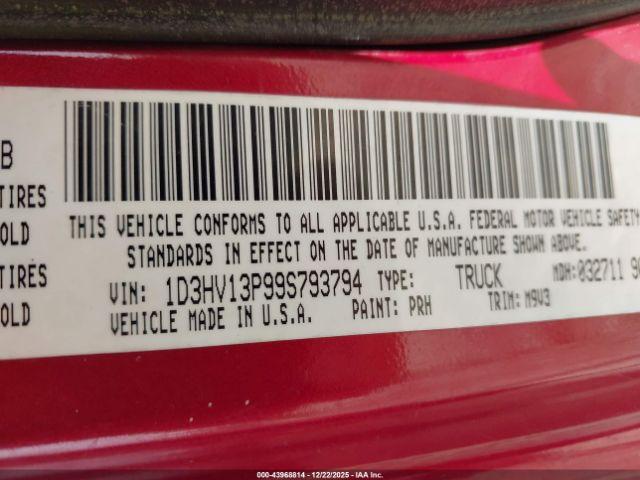 B
TIRES
OLD
TIRES
OLD
THIS VEHICLE CONFORMS TO ALL APPLICABLE U.S.A. FEDERAL MOTOR VEHICLE SAFETY
STANDARDS IN EFFECT ON THE DATE OF MANUFACTURE SHOWN ABOVE.
VIN: 1D3HV13P99S793794 TYPE: TRUCK MDH: 032711 9
VEHICLE MADE IN U.S.A. PAINT: PRH TRIM: M9V3
000-43968814 | 12/22/2025 | IAA Inc.